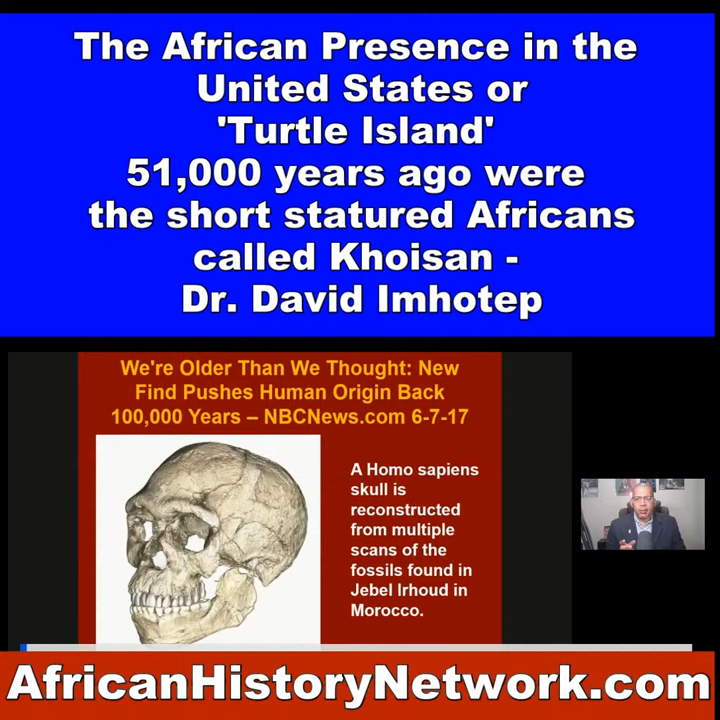 The African Presence in the
United States or
'Turtle Island'
51,000 years ago were
the short statured Africans
called Khoisan -
Dr. David Imhotep
We're Older Than We Thought: New
Find Pushes Human Origin Back
100,000 Years – NBCNews.com 6-7-17
A Homo sapiens
skull is
reconstructed
from multiple
scans of the
fossils found in
Jebel Irhoud in
Morocco.
AfricanHistoryNetwork.com